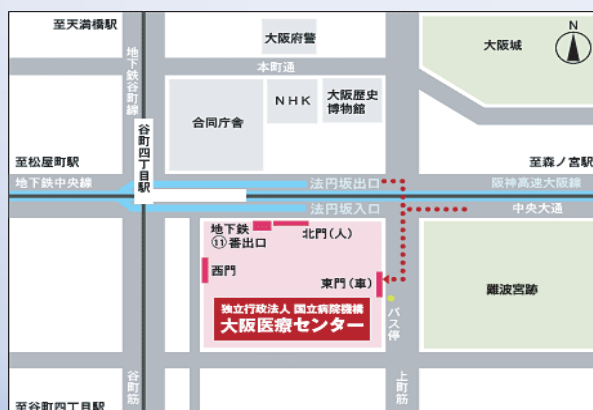 至天満橋駅
大阪府警
大阪城
N
地下鉄谷町線
本町通
合同庁舎
NHK
大阪歴史
博物館
谷町四丁目駅
至松屋町駅
至森ノ宮駅
地下鉄中央線
法円坂出口
阪神高速大阪線
法円坂入口
中央大通
地下鉄
⑪番出口
北門(人)
西門
東門(車)
難波宮跡
独立行政法人 国立病院機構
大阪医療センター
バス停
谷町筋
上町筋
至谷町四丁目駅